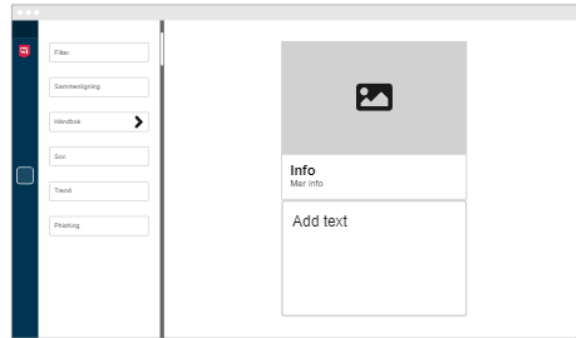 Filter
Sammenligning
Håndbok
Soc
Trend
Phishing
Info
Mer info
Add text